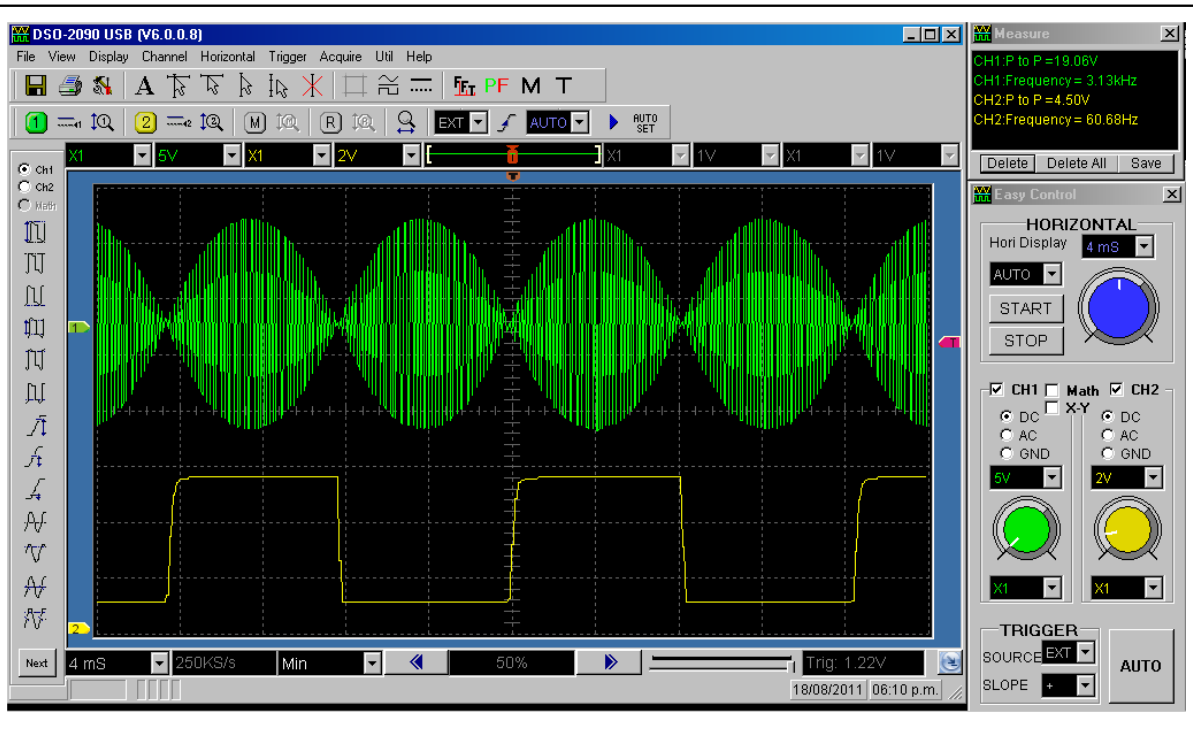 DSO-2090 USB (V6.0.0.8)
File View Display Channel Horizontal Trigger Acquire Util Help
A FFT PF M T
1 2 M R EXT AUTO AUTO SET
X1 5V X1 2V X1 1V X1 1V
Ch1
Ch2
Math
1
T
2
Next
4 mS 250KS/s Min 50% Trig: 1.22V
18/08/2011 06:10 p.m.
Measure
CH1:P to P =19.06V
CH1:Frequency = 3.13kHz
CH2:P to P =4.50V
CH2:Frequency = 60.68Hz
Delete Delete All Save
Easy Control
HORIZONTAL
Hori Display 4 mS
AUTO
START
STOP
CH1 Math CH2
X-Y
DC DC
AC AC
GND GND
5V 2V
X1 X1
TRIGGER
SOURCE EXT
SLOPE +
AUTO